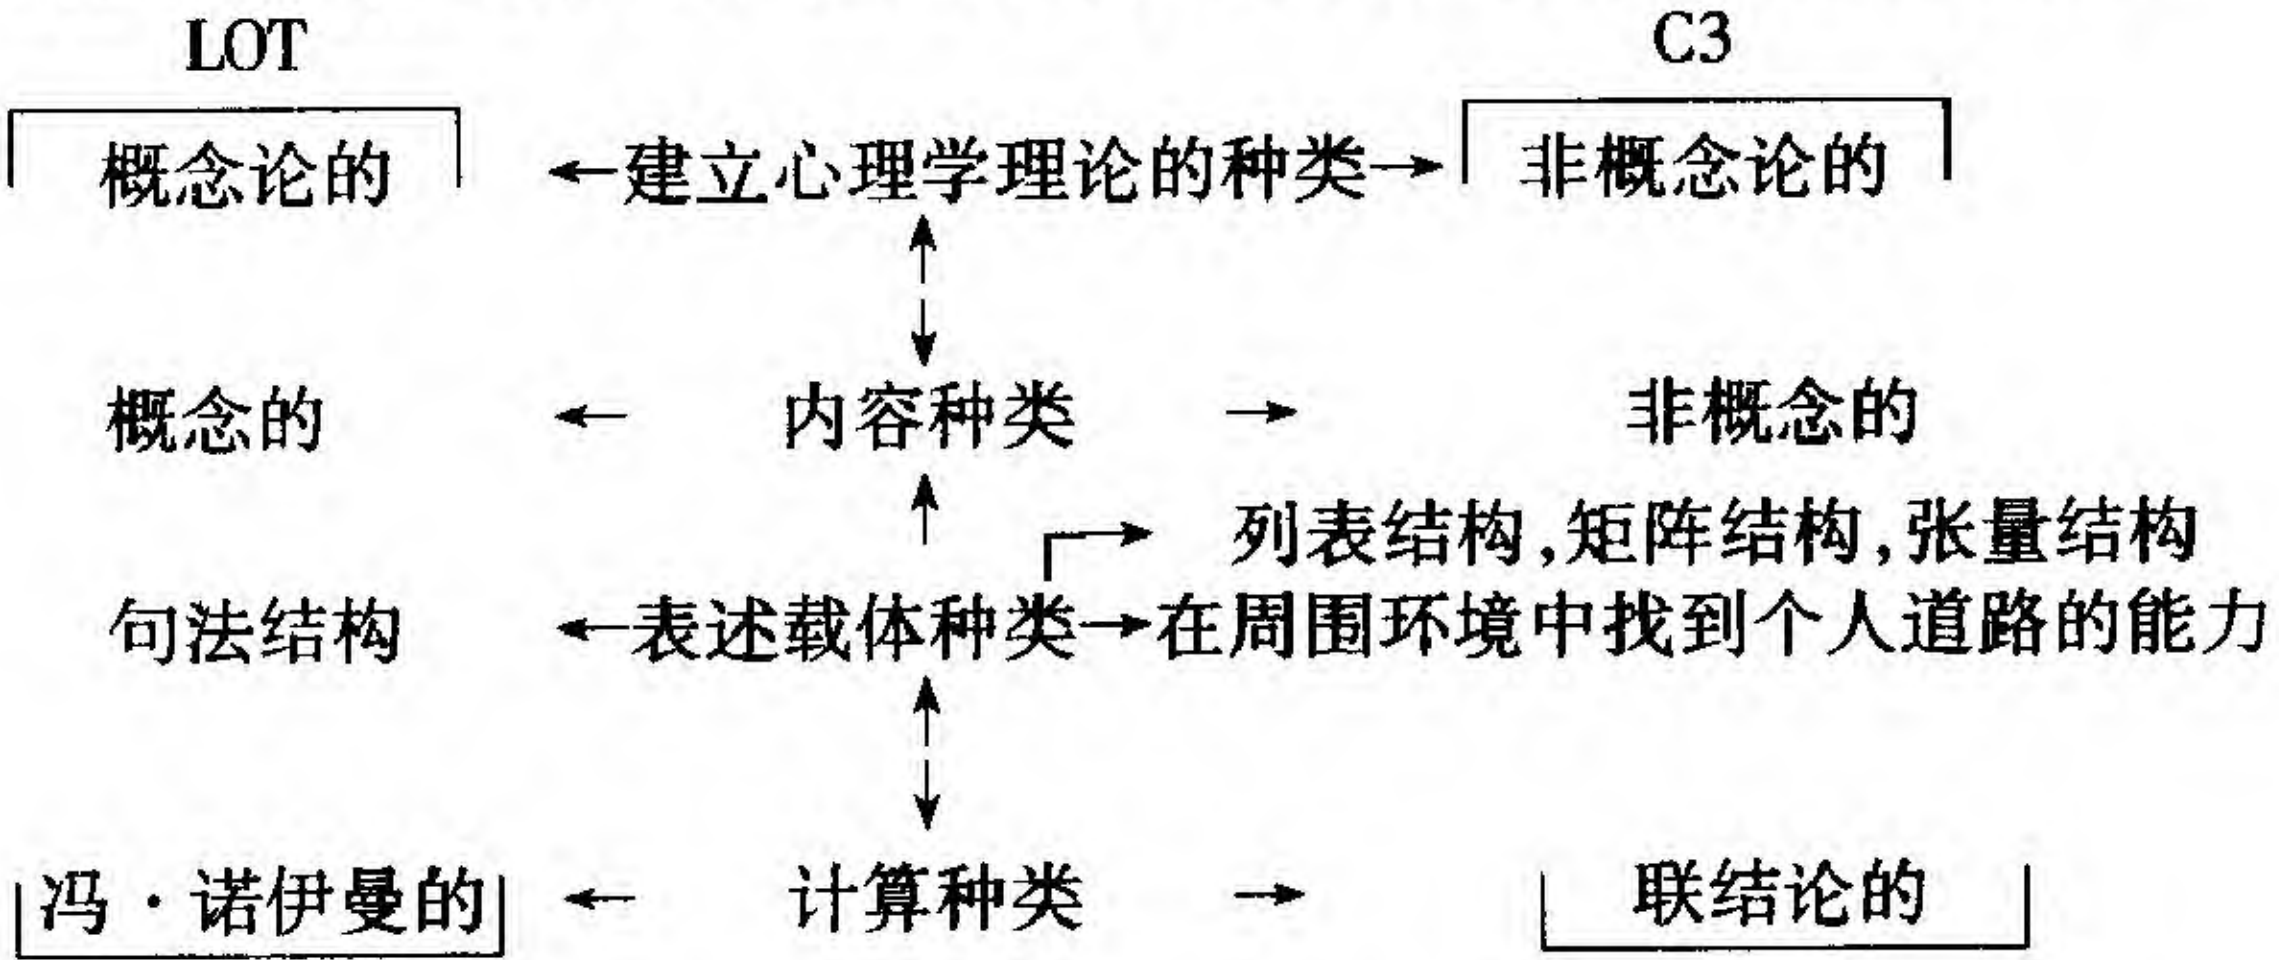 LOT C3
概念论的 ←建立心理学理论的种类→ 非概念论的
概念的 ← 内容种类 → 非概念的
列表结构,矩阵结构,张量结构
句法结构 ←表述载体种类→在周围环境中找到个人道路的能力
冯·诺伊曼的 ← 计算种类 → 联结论的